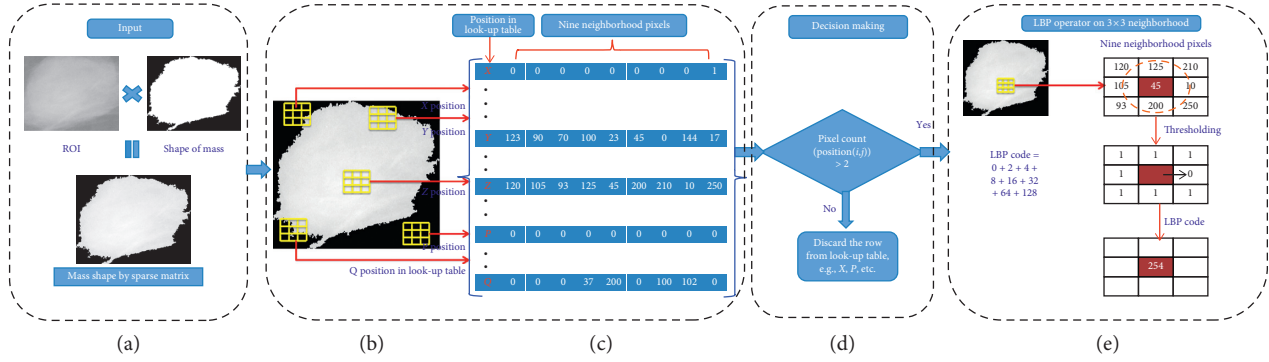 Input
ROI
Shape of mass
Mass shape by sparse matrix
(a)
X position
Y position
Z position
P position
Q position in look-up table
(b)
Position in
look-up table
Nine neighborhood pixels
X 0 0 0 0 0 0 0 0 1
Y 123 90 70 100 23 45 0 144 17
Z 120 105 93 125 45 200 210 10 250
P 0 0 0 0 0 0 0 0 0
Q 0 0 37 200 0 100 102 0
(c)
Decision making
Pixel count
(position(i,j))
> 2
Yes
No
Discard the row
from look-up table,
e.g., X, P, etc.
(d)
LBP operator on 3×3 neighborhood
Nine neighborhood pixels
120 125 210
105 45 10
93 200 250
Thresholding
LBP code =
0 + 2 + 4 +
8 + 16 + 32
+ 64 + 128
1 1 1
1 0
1 1 1
LBP code
254
(e)